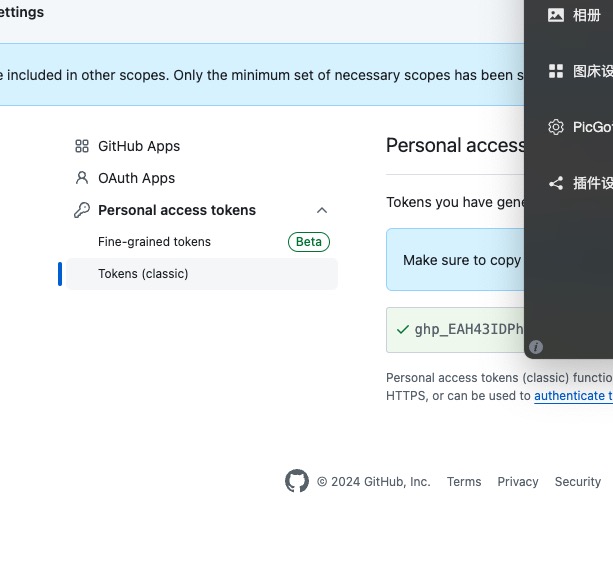 ettings
e included in other scopes. Only the minimum set of necessary scopes has been s
GitHub Apps
OAuth Apps
Personal access tokens
Fine-grained tokens
Beta
Tokens (classic)
Personal access
Tokens you have gene
Make sure to copy
ghp_EAH43IDPh
Personal access tokens (classic) functio
HTTPS, or can be used to authenticate t
相册
图床设
PicGo
插件设
© 2024 GitHub, Inc.
Terms
Privacy
Security